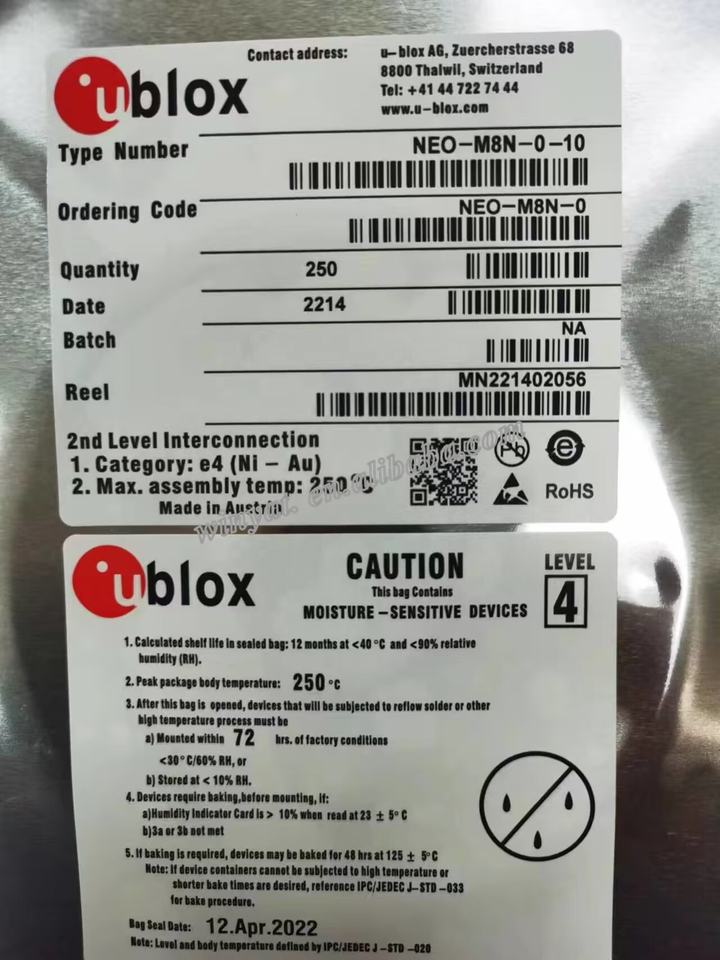 ublox
Contact address: u-blox AG, Zuercherstrasse 68
8800 Thalwil, Switzerland
Tel: +41 44 722 74 44
www.u-blox.com
Type Number NEO-M8N-0-10
Ordering Code NEO-M8N-0
Quantity 250
Date 2214
Batch NA
Reel MN221402056
2nd Level Interconnection
1. Category: e4 (Ni - Au)
2. Max. assembly temp: 250°C
Made in Austria
Pb e
RoHS
en.alibaba.com
ublox
CAUTION
This bag Contains
MOISTURE-SENSITIVE DEVICES
LEVEL
4
1. Calculated shelf life in sealed bag: 12 months at <40°C and <90% relative
humidity (RH).
2. Peak package body temperature: 250°C
3. After this bag is opened, devices that will be subjected to reflow solder or other
high temperature process must be
a) Mounted within 72 hrs. of factory conditions
<30°C/60% RH, or
b) Stored at < 10% RH.
4. Devices require baking,before mounting, if:
a)Humidity Indicator Card is > 10% when read at 23 ± 5°C
b)3a or 3b not met
5. If baking is required, devices may be baked for 48 hrs at 125 ± 5°C
Note: If device containers cannot be subjected to high temperature or
shorter bake times are desired, reference IPC/JEDEC J-STD-033
for bake procedure.
Bag Seal Date: 12.Apr.2022
Note: Level and body temperature defined by IPC/JEDEC J-STD-020